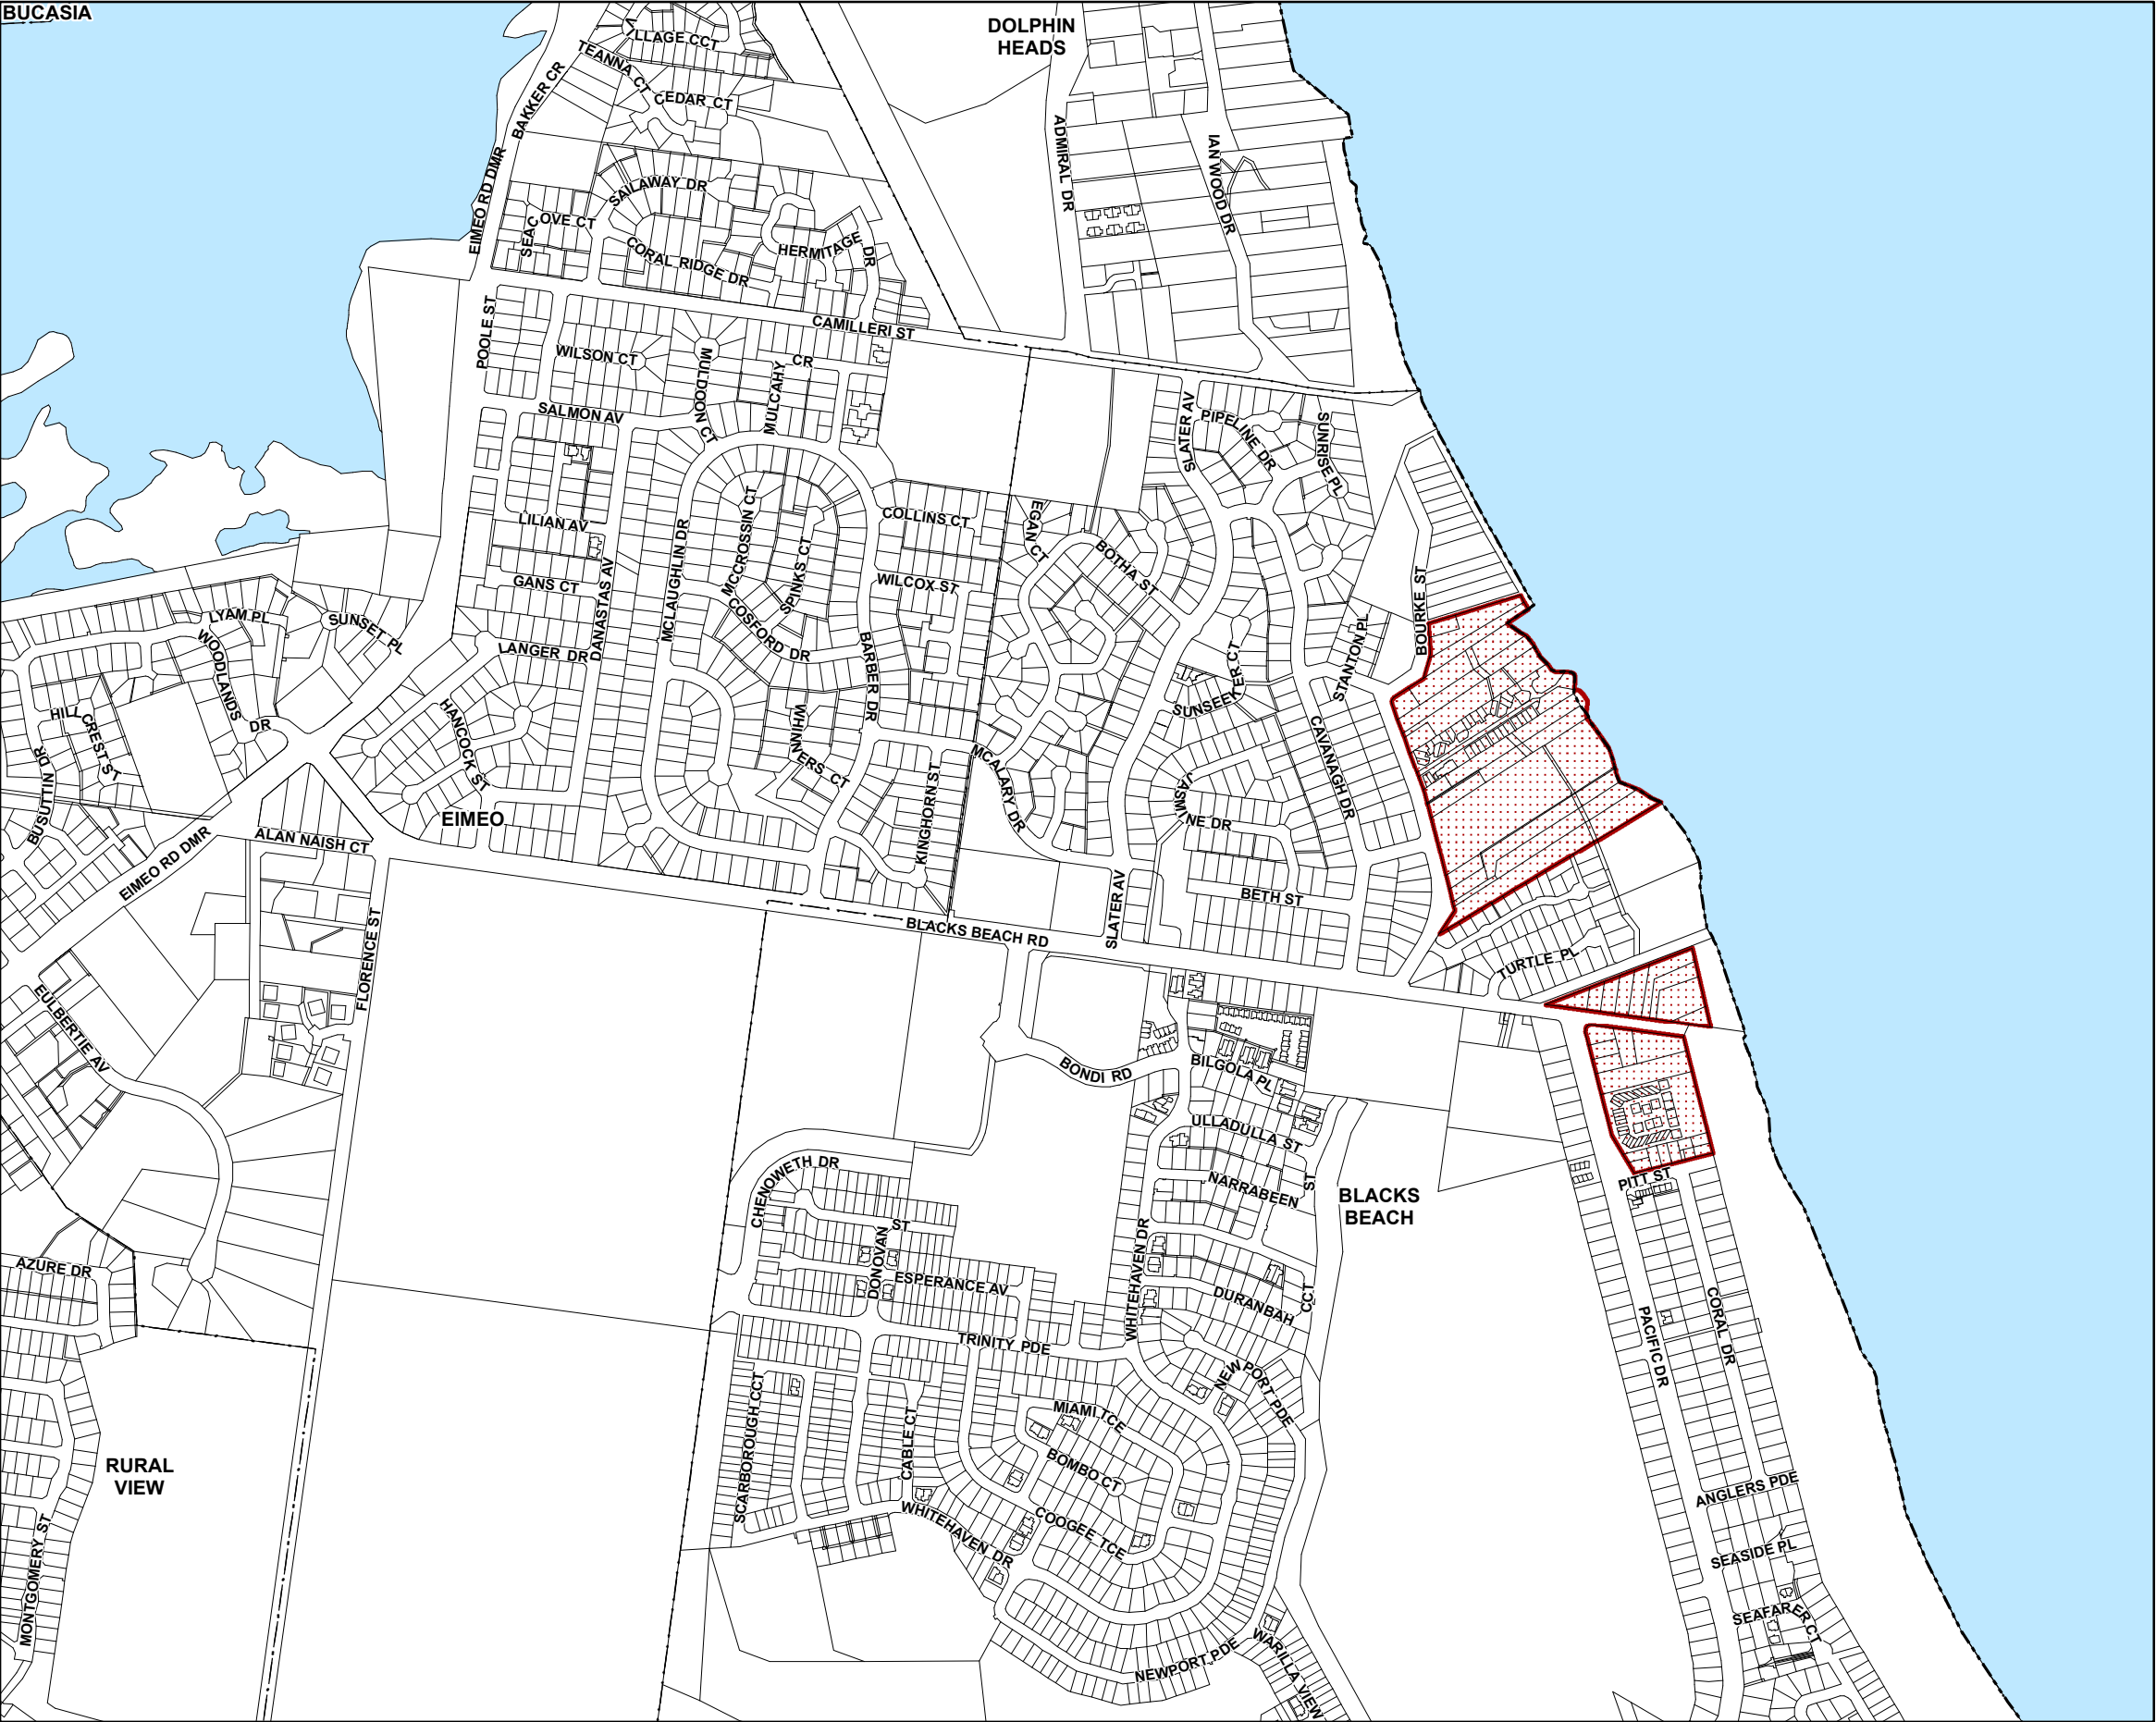 BUCASIA
DOLPHIN
HEADS
VILLAGE CCT
TEANNA CT
CEDAR CT
BAKKER CR
EIMEO RD DMR
ADMIRAL DR
IAN WOOD DR
SAILAWAY DR
SEACOVE CT
CORAL RIDGE DR
HERMITAGE DR
CAMILLERI ST
POOLE ST
WILSON CT
MULDOON CT
MULCAHY CR
SALMON AV
SLATER AV
PIPELINE DR
SUNRISE PL
LILIAN AV
MCLAUGHLIN DR
MCCROSSIN CT
SPINKS CT
COLLINS CT
EGAN CT
BOTHA ST
GANS CT
DANASTAS AV
COSFORD DR
WILCOX ST
BOURKE ST
LYAM PL
SUNSET PL
WOODLANDS DR
LANGER DR
BARBER DR
STANTON PL
SUNSEEKER CT
HILLCREST ST
BUSUTTIN DR
HANCOCK ST
WHINNERS CT
KINGHORN ST
MCALARY DR
CAVANAGH DR
JASMINE DR
EIMEO
ALAN NAISH CT
EIMEO RD DMR
BETH ST
SLATER AV
BLACKS BEACH RD
FLORENCE ST
TURTLE PL
EULBERTIE AV
BONDI RD
BILGOLA PL
ULLADULLA ST
NARRABEEN ST
BLACKS
BEACH
PITT ST
CHENOWETH DR
DONOVAN ST
ESPERANCE AV
WHITEHAVEN DR
DURANBAH CCT
AZURE DR
TRINITY PDE
PACIFIC DR
CORAL DR
NEWPORT PDE
SCARBOROUGH CCT
CABLE CT
MIAMI TCE
BOMBO CT
RURAL
VIEW
ANGLERS PDE
WHITEHAVEN DR
COOGEE TCE
SEASIDE PL
MONTGOMERY ST
SEAFARER CT
NEWPORT PDE
WARILLA VIEW